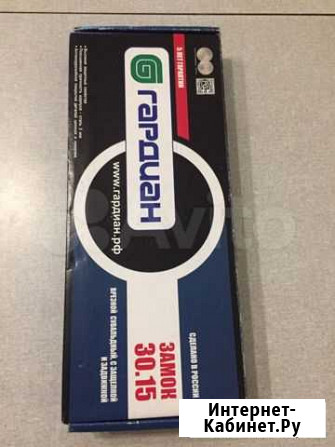 5 ЛЕТ ГАРАНТИИ
ГАРДИАН
www.гардиан.рф
СДЕЛАНО В РОССИИ
ЗАМОК
30.15
ВРЕЗНОЙ СУВАЛЬДНЫЙ, С ЗАЩЕЛКОЙ
И ЗАДВИЖКОЙ
Avito
Интернет-
Кабинет.Ру